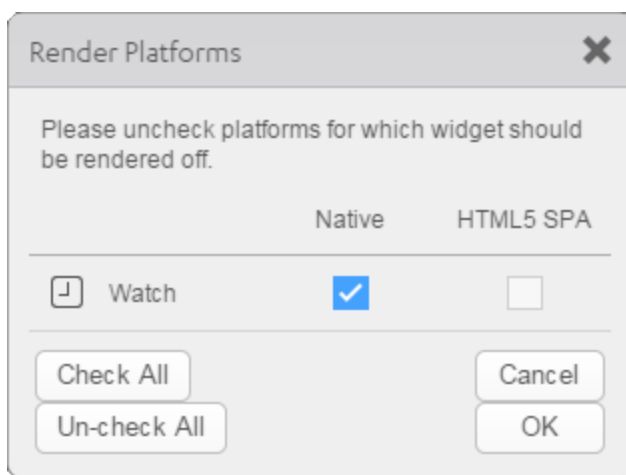 Render Platforms
Please uncheck platforms for which widget should
be rendered off.
Native HTML5 SPA
Watch
Check All Cancel
Un-check All OK